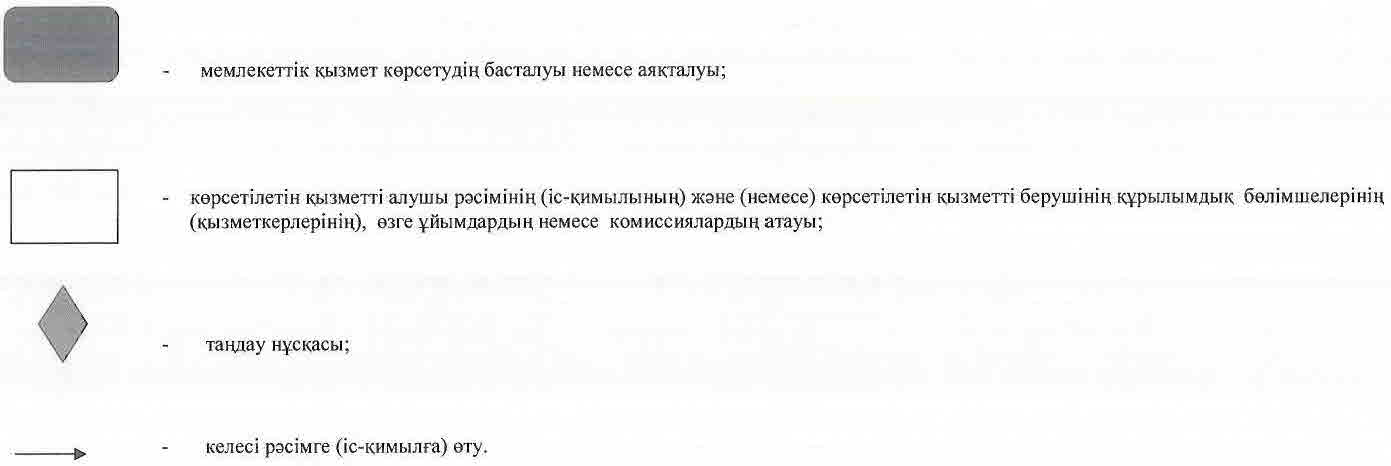 - мемлекеттік қызмет көрсетудің басталуы немесе аяқталуы;
- көрсетілетін қызметті алушы рәсімінің (іс-қимылының) және (немесе) көрсетілетін қызметті берушінің құрылымдық бөлімшелерінің
(қызметкерлерінің), өзге ұйымдардың немесе комиссиялардың атауы;
- таңдау нұсқасы;
- келесі рәсімге (іс-қимылға) өту.